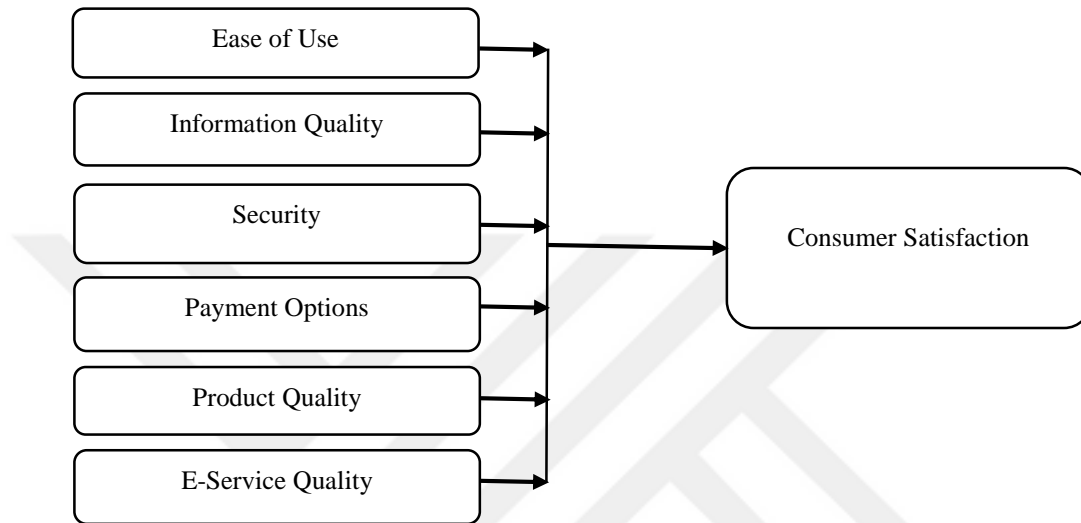 Ease of Use
Information Quality
Security
Payment Options
Product Quality
E-Service Quality
Consumer Satisfaction